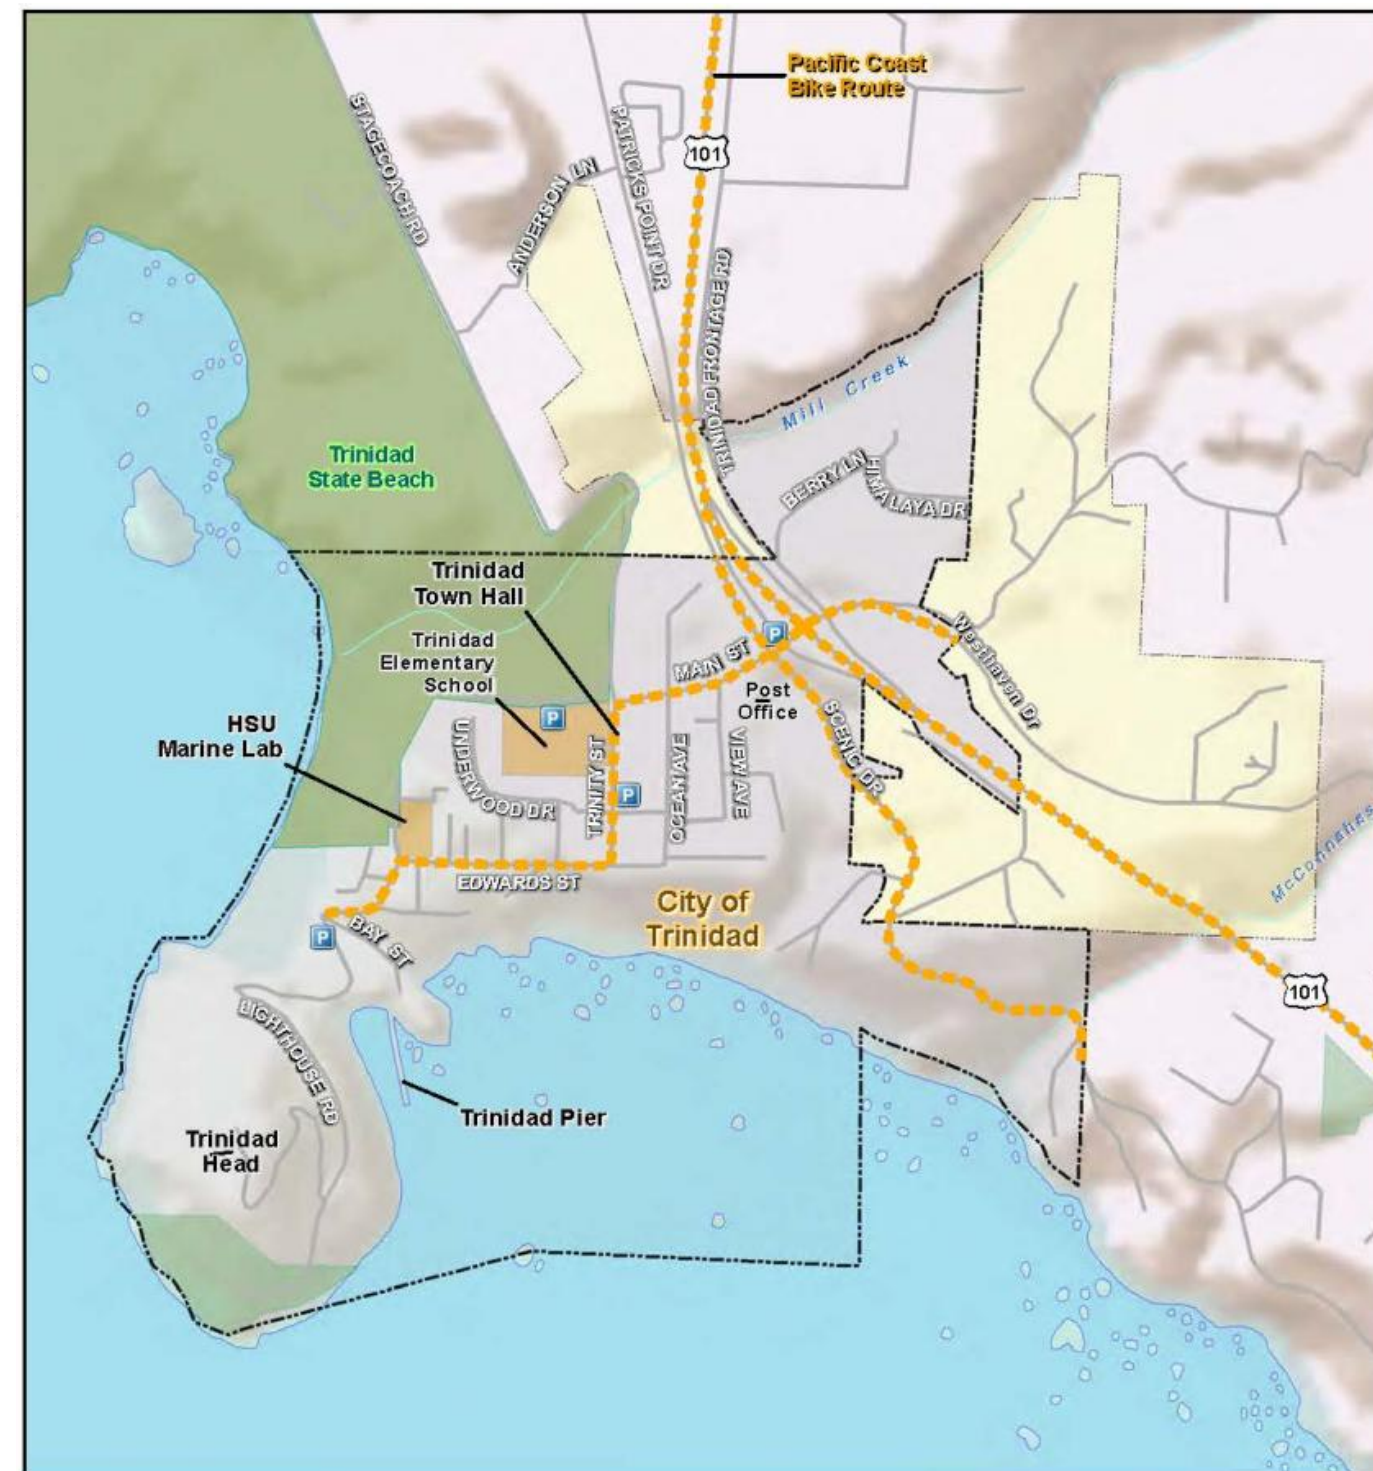 Pacific Coast
Bike Route
STAGECOACH RD
PATRICKS POINT DR
101
ANDERSON LN
TRINIDAD FRONTAGE RD
Mill Creek
Trinidad
State Beach
BERRY LN
HIMALAYA DR
Trinidad
Town Hall
Trinidad
Elementary
School
P
MAIN ST
Westhaven Dr
Post
Office
P
HSU
Marine Lab
UNDERWOOD DR
TRINITY ST
OCEAN AVE
VIEW AVE
SCENIC DR
P
EDWARDS ST
McConnahas
City of
Trinidad
P
BAY ST
101
LIGHTHOUSE RD
Trinidad Pier
Trinidad
Head